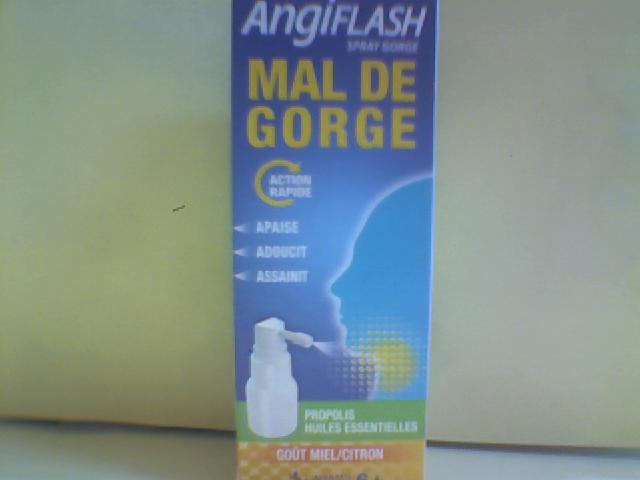 AngiFLASH
SPRAY GORGE
MAL DE
GORGE
ACTION
RAPIDE
APAISE
ADOUCIT
ASSAINIT
PROPOLIS
HUILES ESSENTIELLES
GOÛT MIEL/CITRON